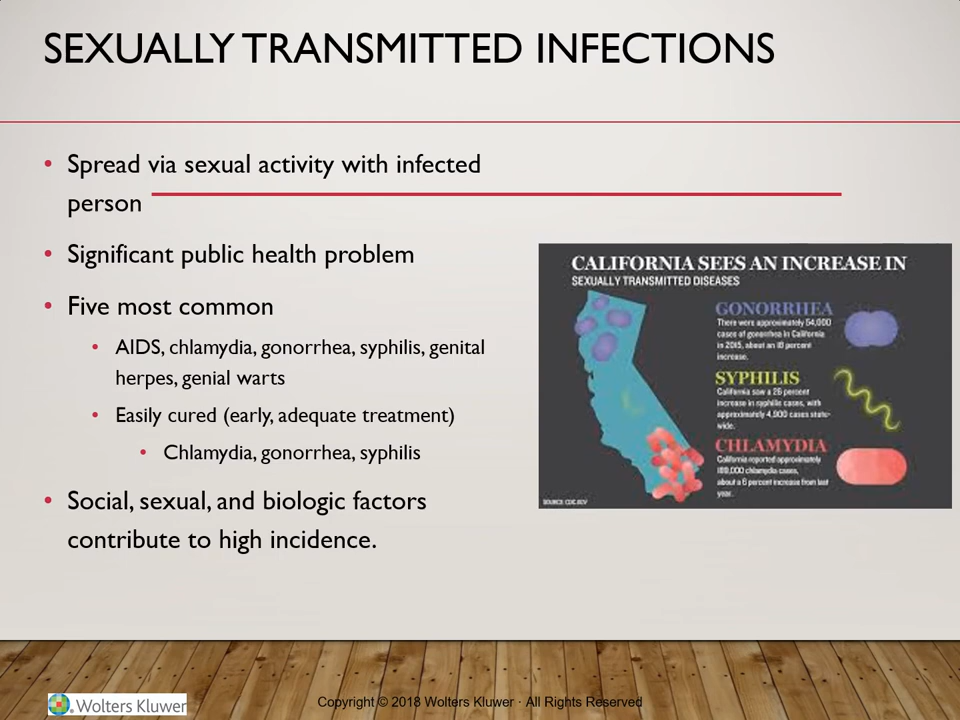 SEXUALLY TRANSMITTED INFECTIONS
• Spread via sexual activity with infected
person
• Significant public health problem
• Five most common
• AIDS, chlamydia, gonorrhea, syphilis, genital
herpes, genial warts
• Easily cured (early, adequate treatment)
• Chlamydia, gonorrhea, syphilis
• Social, sexual, and biologic factors
contribute to high incidence.
CALIFORNIA SEES AN INCREASE IN
SEXUALLY TRANSMITTED DISEASES
GONORRHEA
There were approximately 54,000
cases of gonorrhea in California
in 2015, about an 18 percent
increase.
SYPHILIS
California saw a 26 percent
increase in syphilis cases, with
approximately 4,900 cases state-
wide.
CHLAMYDIA
California reported approximately
189,000 chlamydia cases,
about a 6 percent increase from last
year.
SOURCE: CDC.GOV
Wolters Kluwer
Copyright © 2018 Wolters Kluwer · All Rights Reserved